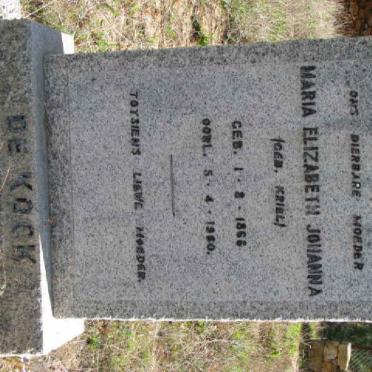 ONS DIERBARE MOEDER
MARIA ELIZABETH JOHANNA
(GEB. KRIEL)
GEB. 1·8·1866
OORL. 5·4·1960.
TOTSIENS LIEWE MOEDER.
DE KOCK